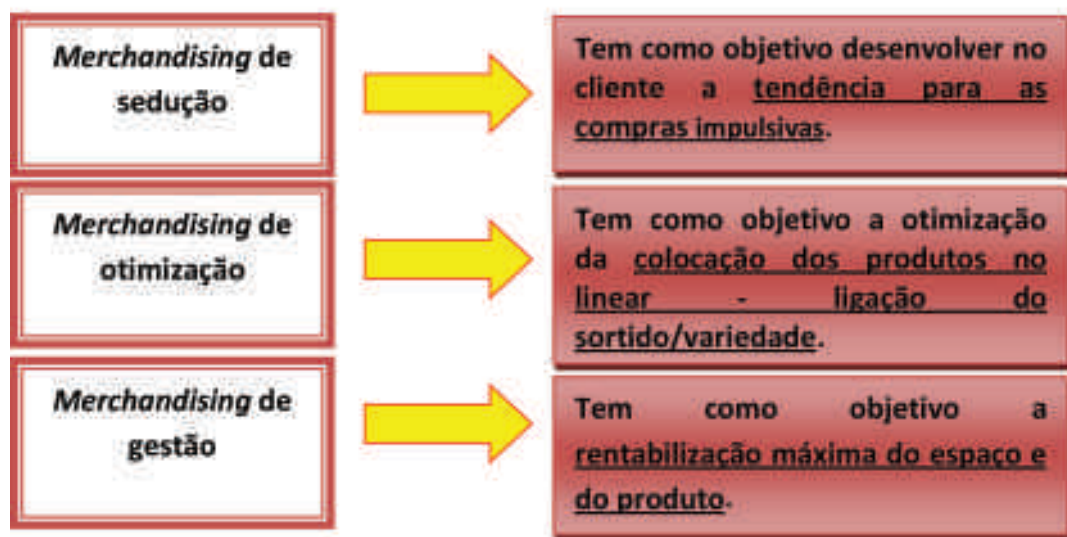 Merchandising de
sedução
Tem como objetivo desenvolver no
cliente a tendência para as
compras impulsivas.
Merchandising de
otimização
Tem como objetivo a otimização
da colocação dos produtos no
linear - ligação do
sortido/variedade.
Merchandising de
gestão
Tem como objetivo a
rentabilização máxima do espaço e
do produto.